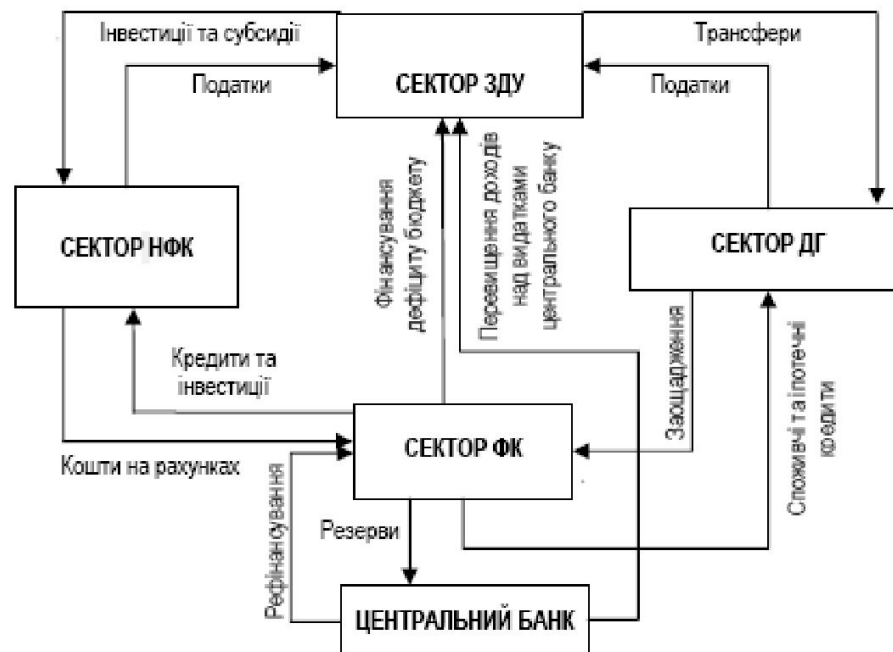 Інвестиції та субсидії
Трансфери
Податки
СЕКТОР ЗДУ
Податки
СЕКТОР НФК
Фінансування
дефіциту бюджету
Перевищення доходів
над видатками
центрального банку
СЕКТОР ДГ
Кредити та
інвестиції
Заощадження
Споживчі та іпотечні
кредити
СЕКТОР ФК
Кошти на рахунках
Рефінансування
Резерви
ЦЕНТРАЛЬНИЙ БАНК